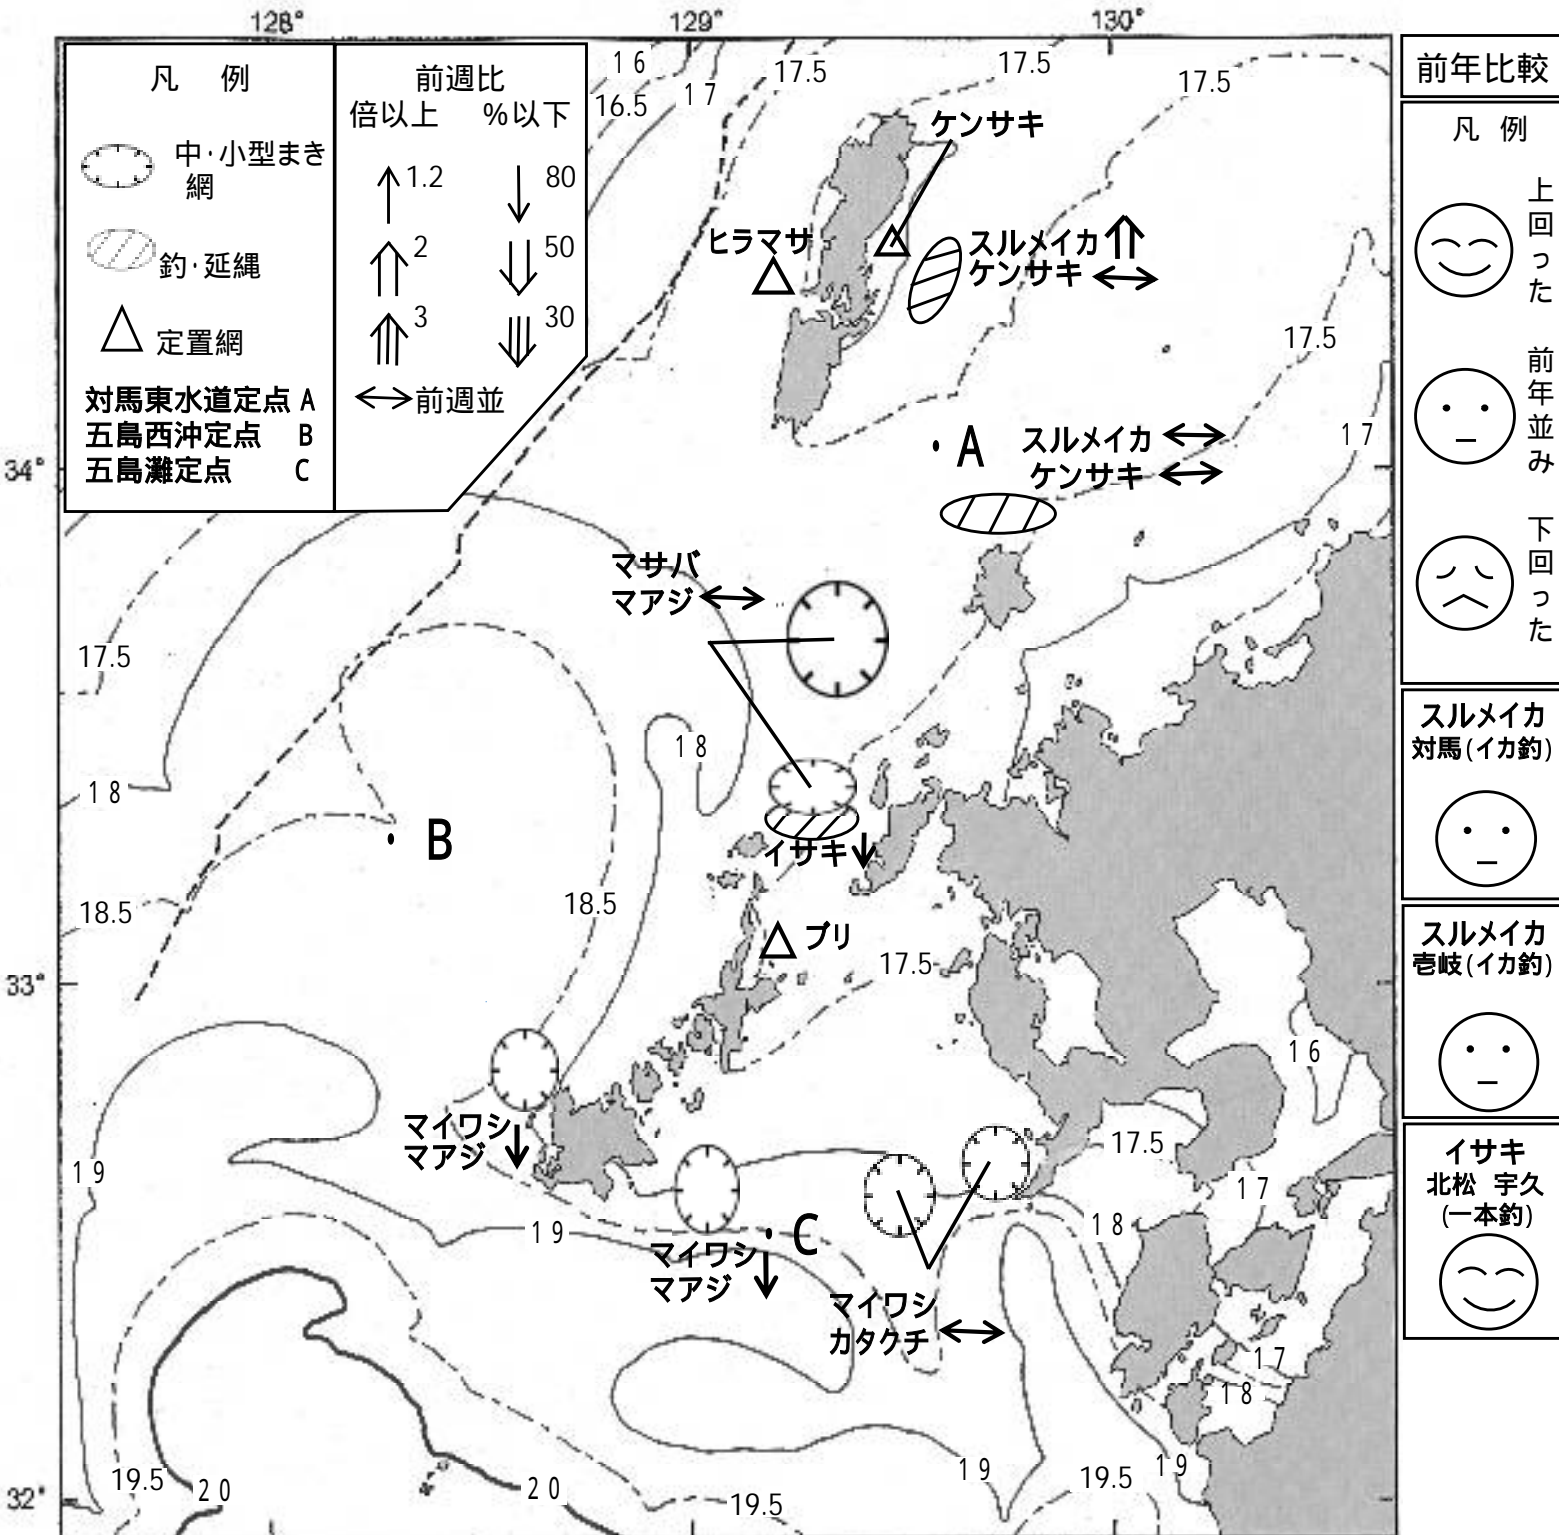 128°
129°
130°
凡 例
中・小型まき
網
釣・延縄
定置網
対馬東水道定点 A
五島西沖定点 B
五島灘定点 C
前週比
倍以上 %以下
1.2 80
2 50
3 30
前週並
16
16.5
17
17.5
17.5
17.5
ケンサキ
ヒラマサ
スルメイカ
ケンサキ
17.5
17
34°
A
スルメイカ
ケンサキ
マサバ
マアジ
17.5
18
18
B
イサキ
18.5
18.5
ブリ
17.5
33°
16
マイワシ
マアジ
17.5
19
17
19
C
18
マイワシ
マアジ
マイワシ
カタクチ
17
18
19.5
20
20
19.5
19
19.5
19
32°
前年比較
凡 例
上回った
前年並み
下回った
スルメイカ
対馬(イカ釣)
スルメイカ
壱岐(イカ釣)
イサキ
北松 宇久
(一本釣)